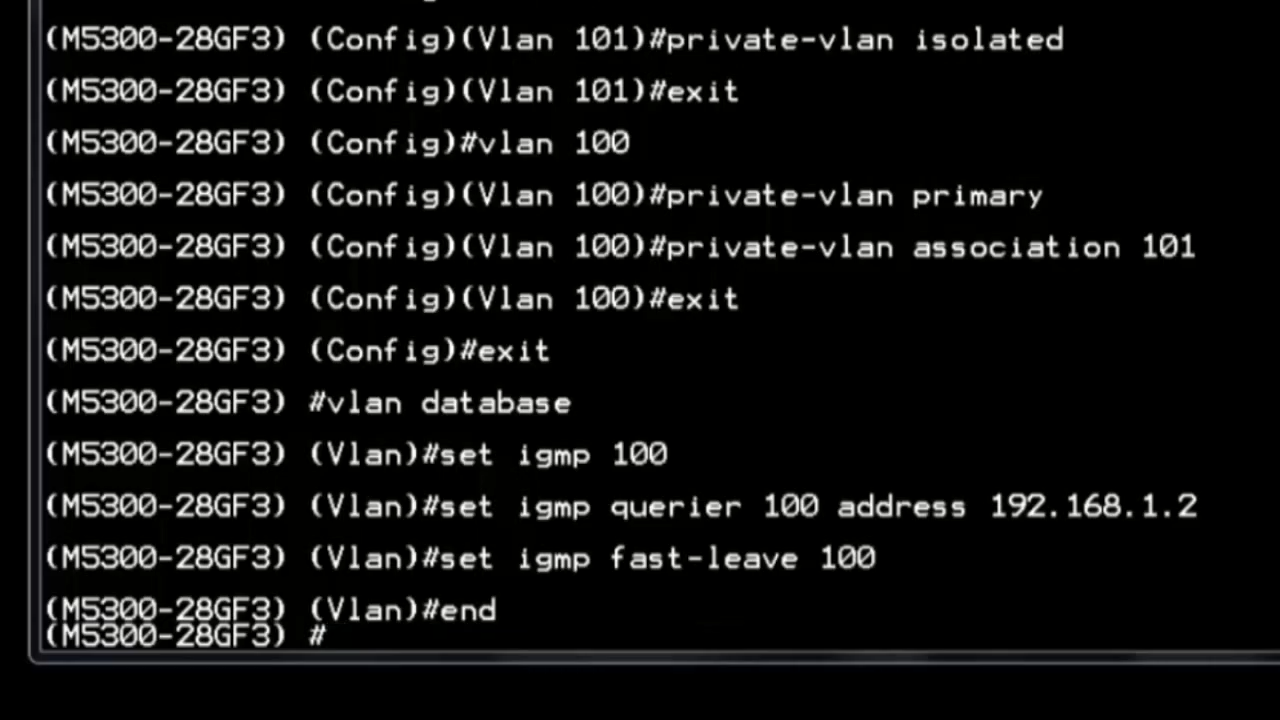 (M5300-28GF3) (Config)(Vlan 101)#private-vlan isolated
(M5300-28GF3) (Config)(Vlan 101)#exit
(M5300-28GF3) (Config)#vlan 100
(M5300-28GF3) (Config)(Vlan 100)#private-vlan primary
(M5300-28GF3) (Config)(Vlan 100)#private-vlan association 101
(M5300-28GF3) (Config)(Vlan 100)#exit
(M5300-28GF3) (Config)#exit
(M5300-28GF3) #vlan database
(M5300-28GF3) (Vlan)#set igmp 100
(M5300-28GF3) (Vlan)#set igmp querier 100 address 192.168.1.2
(M5300-28GF3) (Vlan)#set igmp fast-leave 100
(M5300-28GF3) (Vlan)#end
(M5300-28GF3) #